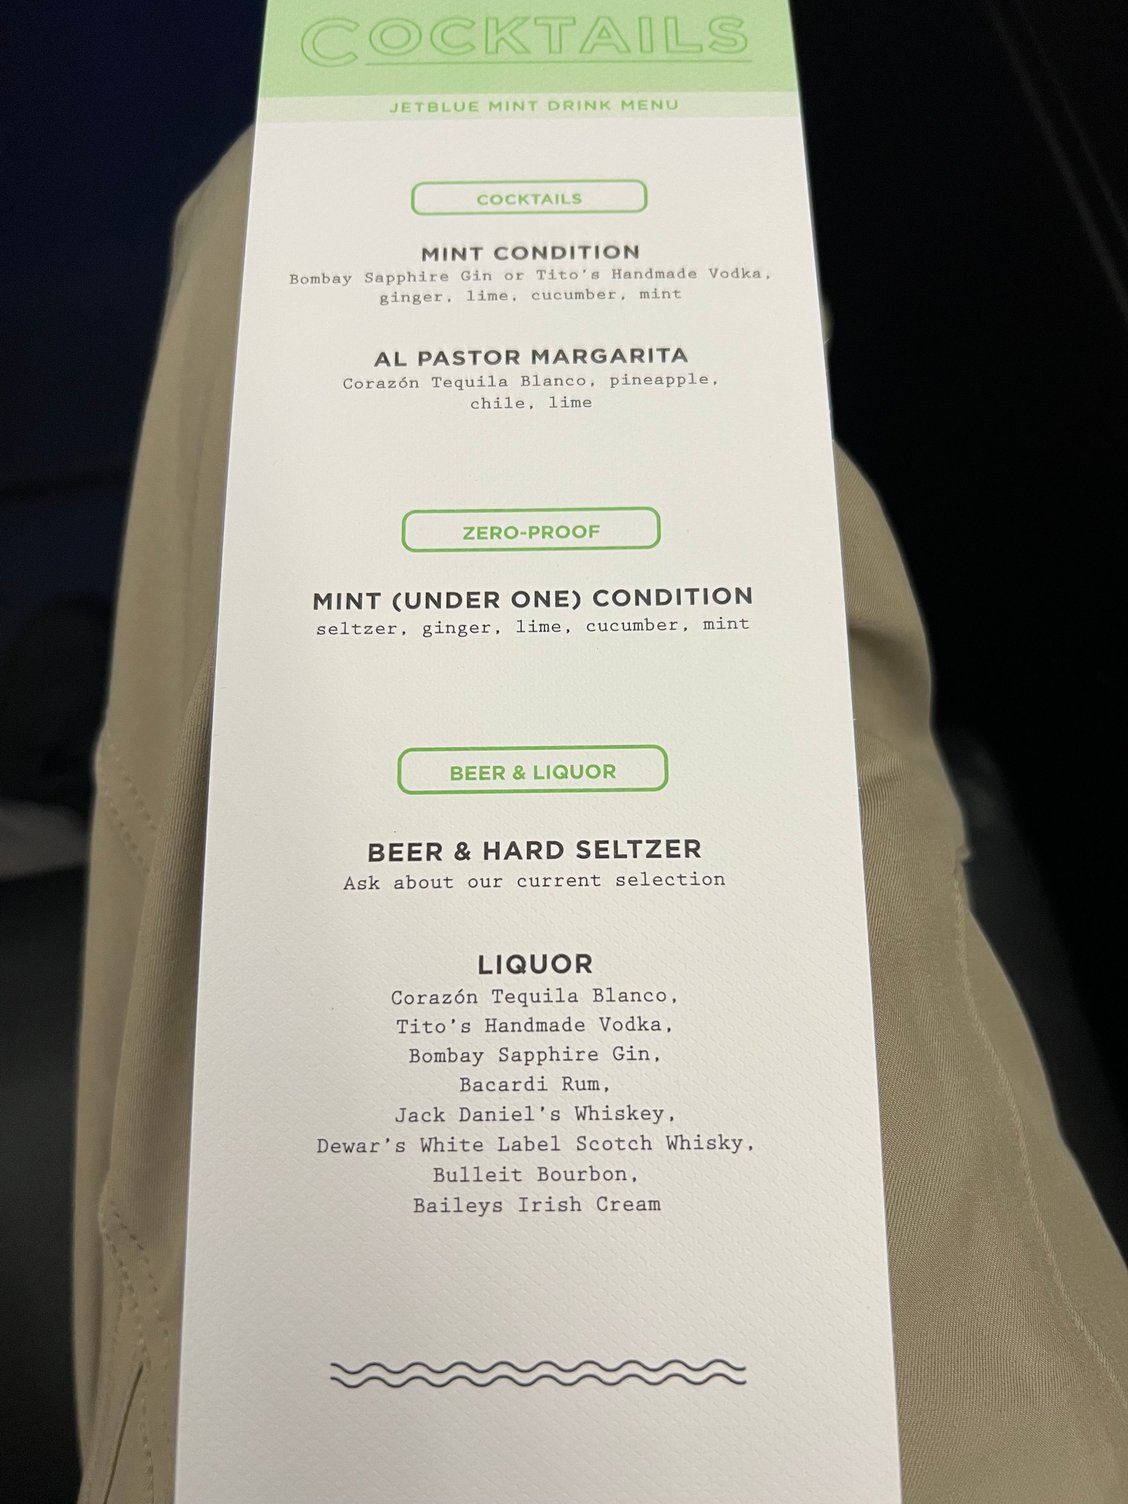 COCKTAILS
JETBLUE MINT DRINK MENU
COCKTAILS
MINT CONDITION
Bombay Sapphire Gin or Tito's Handmade Vodka,
ginger, lime, cucumber, mint
AL PASTOR MARGARITA
Corazón Tequila Blanco, pineapple,
chile, lime
ZERO-PROOF
MINT (UNDER ONE) CONDITION
seltzer, ginger, lime, cucumber, mint
BEER & LIQUOR
BEER & HARD SELTZER
Ask about our current selection
LIQUOR
Corazón Tequila Blanco,
Tito's Handmade Vodka,
Bombay Sapphire Gin,
Bacardi Rum,
Jack Daniel's Whiskey,
Dewar's White Label Scotch Whisky,
Bulleit Bourbon,
Baileys Irish Cream